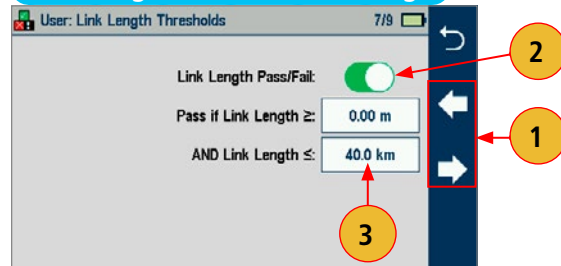 User: Link Length Thresholds 7/9
Link Length Pass/Fail:
Pass if Link Length ≥: 0.00 m
AND Link Length ≤: 40.0 km
2
1
3